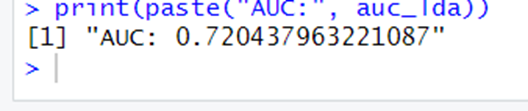 > print(paste("AUC:", auc_lda))
[1] "AUC: 0.720437963221087"
>